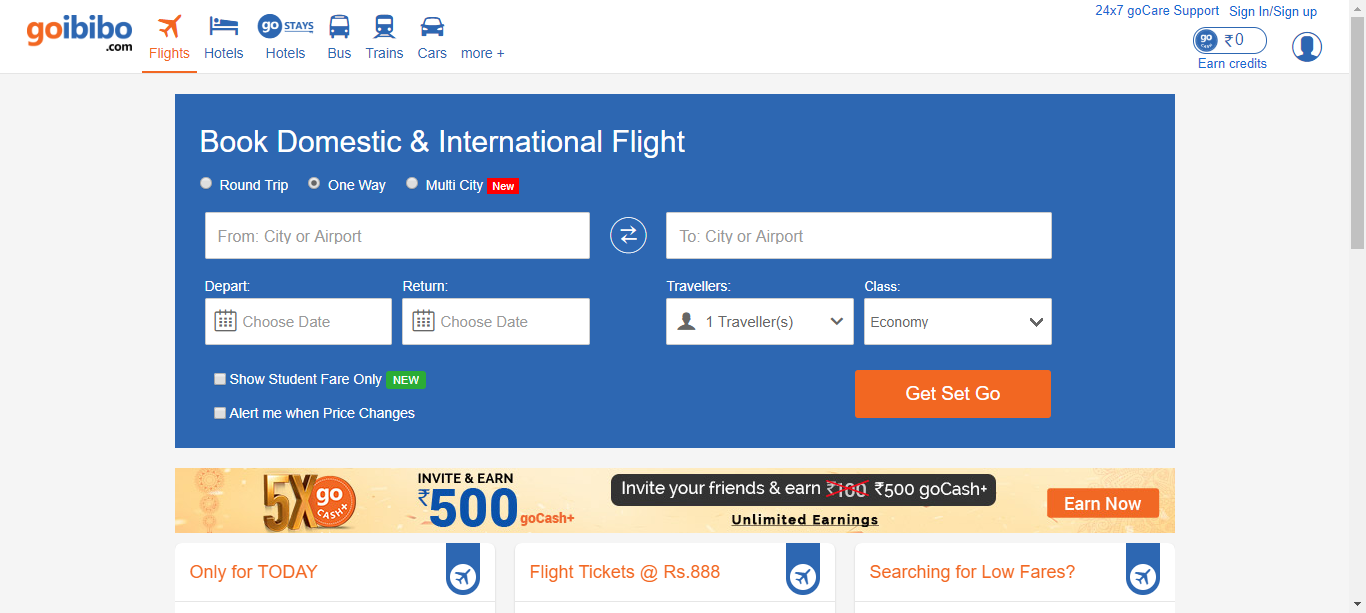 24x7 goCare Support Sign In/Sign up
goibibo
.com
Flights
Hotels
go STAYS
Hotels
Bus
Trains
Cars
more +
go
CASH
₹0
Earn credits
Book Domestic & International Flight
Round Trip One Way Multi City New
From: City or Airport
To: City or Airport
Depart: Return: Travellers: Class:
Choose Date Choose Date 1 Traveller(s) Economy
Show Student Fare Only NEW
Alert me when Price Changes
Get Set Go
5X go
CASH+
INVITE & EARN
₹500 goCash+
Invite your friends & earn ₹100 ₹500 goCash+
Unlimited Earnings
Earn Now
Only for TODAY
Flight Tickets @ Rs.888
Searching for Low Fares?